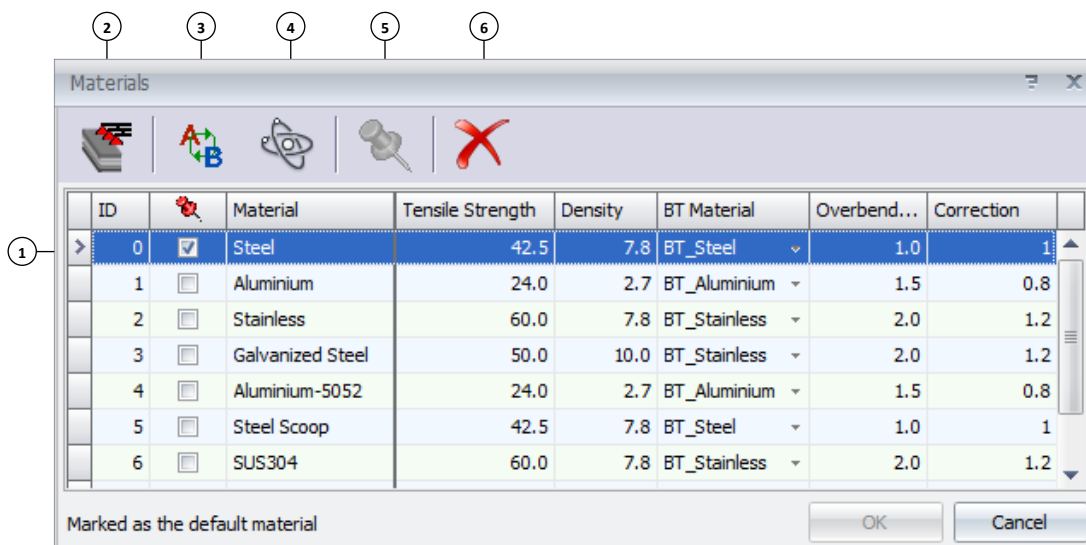 2 3 4 5 6
Materials
A B
ID Material Tensile Strength Density BT Material Overbend... Correction
1
0 Steel 42.5 7.8 BT_Steel 1.0 1
1 Aluminium 24.0 2.7 BT_Aluminium 1.5 0.8
2 Stainless 60.0 7.8 BT_Stainless 2.0 1.2
3 Galvanized Steel 50.0 10.0 BT_Stainless 2.0 1.2
4 Aluminium-5052 24.0 2.7 BT_Aluminium 1.5 0.8
5 Steel Scoop 42.5 7.8 BT_Steel 1.0 1
6 SUS304 60.0 7.8 BT_Stainless 2.0 1.2
Marked as the default material OK Cancel